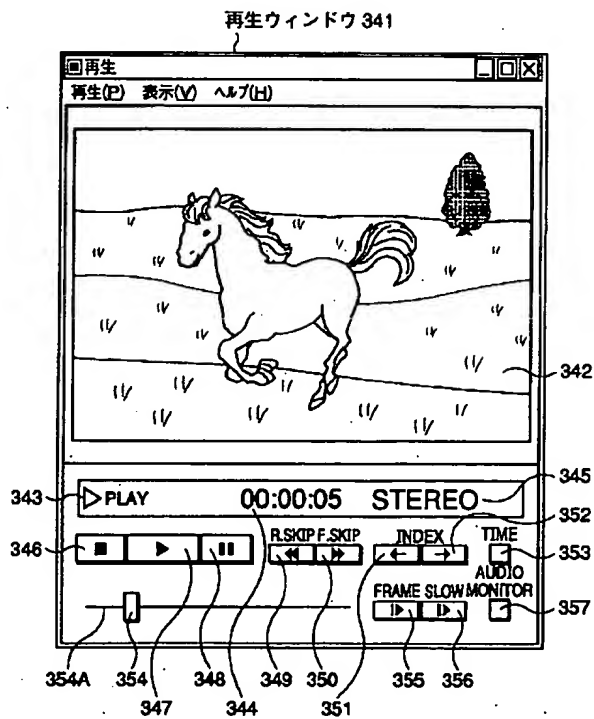 再生ウィンドウ 341
再生
再生(P) 表示(V) ヘルプ(H)
342
343
PLAY 00:00:05 STEREO
345
352
346
R.SKIP F.SKIP INDEX TIME
353
AUDIO
FRAME SLOW MONITOR
357
354A 354 348 349 350 355 356
347 344 351